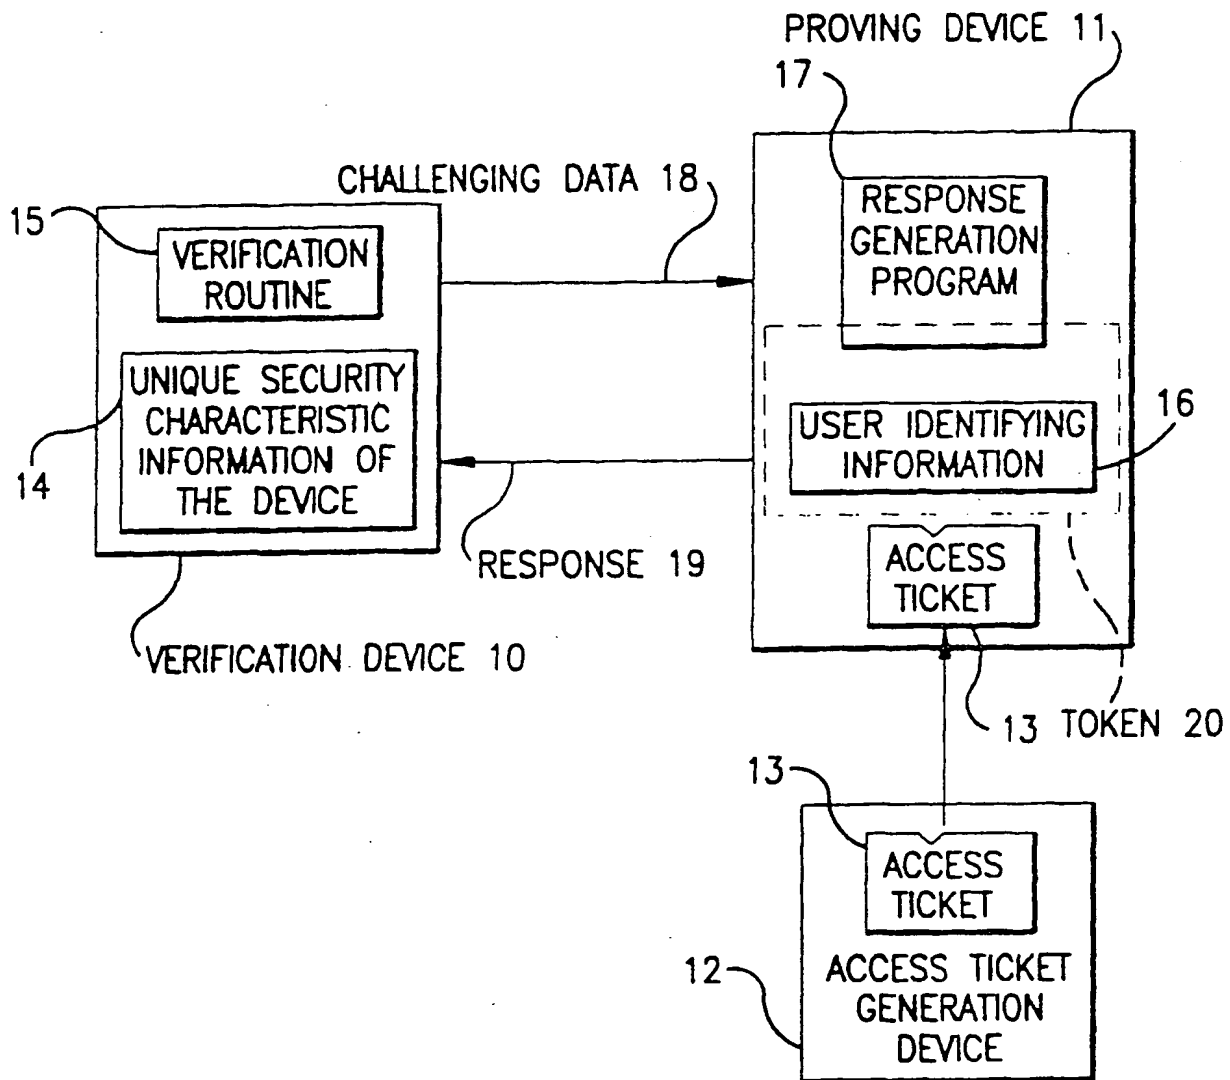 PROVING DEVICE 11
17
CHALLENGING DATA 18
RESPONSE
GENERATION
PROGRAM
15
VERIFICATION
ROUTINE
UNIQUE SECURITY
CHARACTERISTIC
INFORMATION OF
THE DEVICE
14
USER IDENTIFYING
INFORMATION
16
RESPONSE 19
ACCESS
TICKET
VERIFICATION DEVICE 10
13
TOKEN 20
13
ACCESS
TICKET
12
ACCESS TICKET
GENERATION
DEVICE